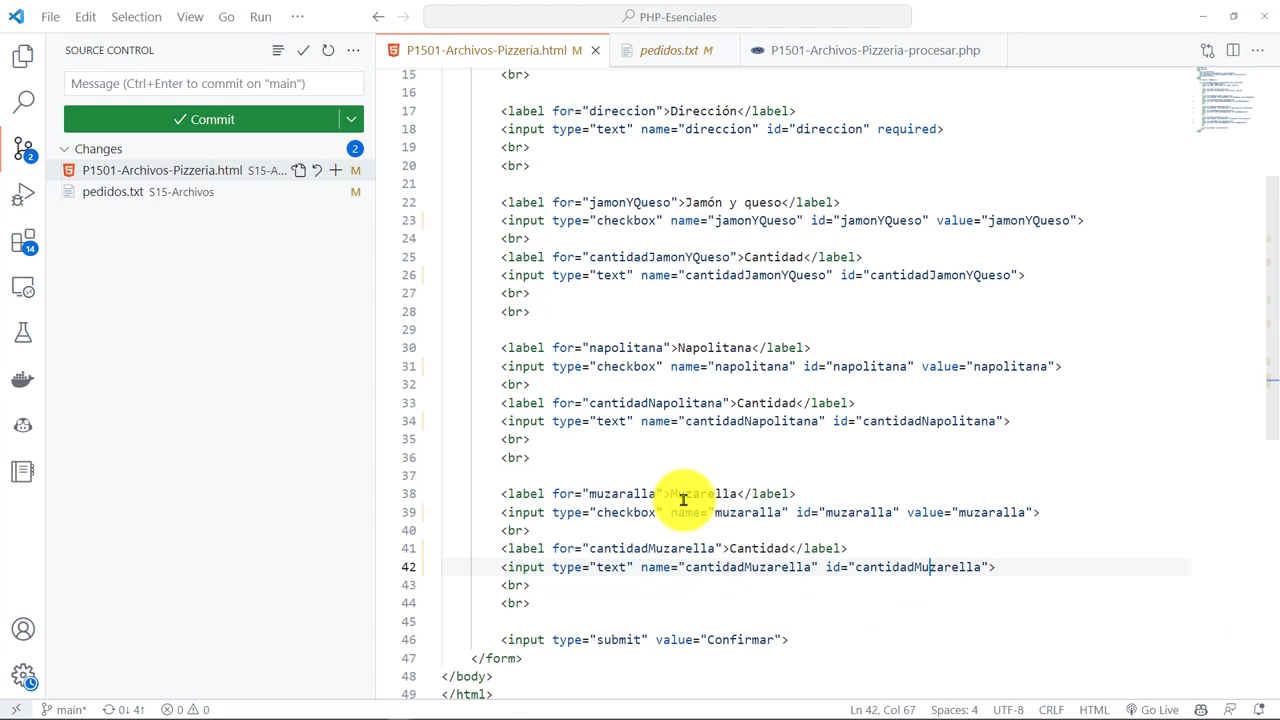 File Edit Selection View Go Run ···
PHP-Esenciales
SOURCE CONTROL
P1501-Archivos-Pizzeria.html M
pedidos.txt M
P1501-Archivos-Pizzeria-procesar.php
Message (Ctrl+Enter to commit on "main")
Commit
Changes 2
P1501-Archivos-Pizzeria.html S15-A... M
pedidos.txt S15-Archivos M
2
14
15 <br>
16
17 <label for="direccion">Dirección</label>
18 <input type="text" name="direccion" id="direccion" required>
19 <br>
20 <br>
21
22 <label for="jamonYQueso">Jamón y queso</label>
23 <input type="checkbox" name="jamonYQueso" id="jamonYQueso" value="jamonYQueso">
24 <br>
25 <label for="cantidadJamonYQueso">Cantidad</label>
26 <input type="text" name="cantidadJamonYQueso" id="cantidadJamonYQueso">
27 <br>
28 <br>
29
30 <label for="napolitana">Napolitana</label>
31 <input type="checkbox" name="napolitana" id="napolitana" value="napolitana">
32 <br>
33 <label for="cantidadNapolitana">Cantidad</label>
34 <input type="text" name="cantidadNapolitana" id="cantidadNapolitana">
35 <br>
36 <br>
37
38 <label for="muzaralla">Muzarella</label>
39 <input type="checkbox" name="muzaralla" id="muzaralla" value="muzaralla">
40 <br>
41 <label for="cantidadMuzarella">Cantidad</label>
42 <input type="text" name="cantidadMuzarella" id="cantidadMuzarella">
43 <br>
44 <br>
45
46 <input type="submit" value="Confirmar">
47 </form>
48 </body>
49 </html>
main* 0↓ 4↑ 0 0 Ln 42, Col 67 Spaces: 4 UTF-8 CRLF HTML Go Live